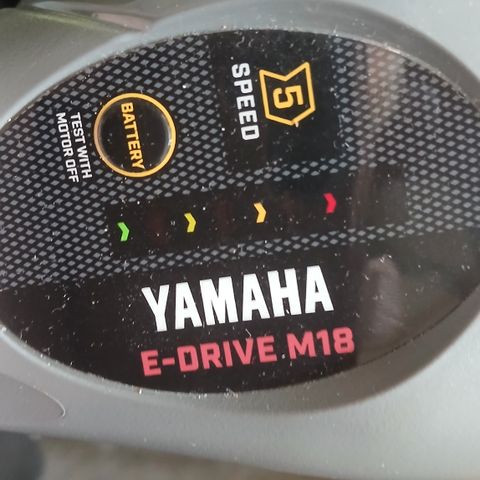 5
SPEED
BATTERY
TEST WITH
MOTOR OFF
YAMAHA
E-DRIVE M18